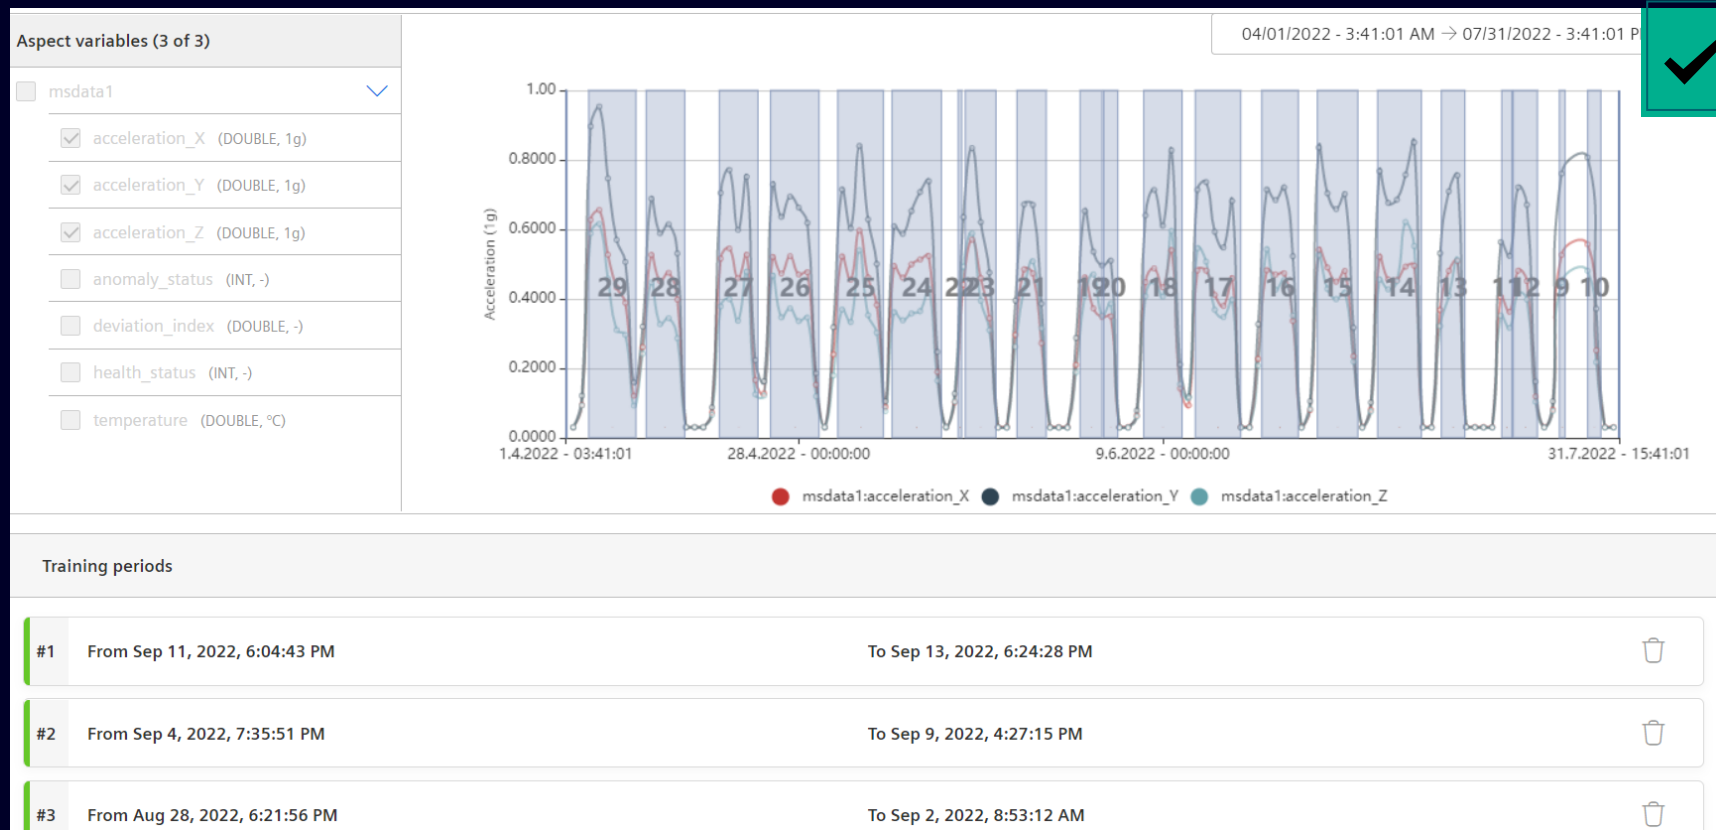 Aspect variables (3 of 3)
04/01/2022 - 3:41:01 AM → 07/31/2022 - 3:41:01 P
msdata1
acceleration_X (DOUBLE, 1g)
acceleration_Y (DOUBLE, 1g)
acceleration_Z (DOUBLE, 1g)
anomaly_status (INT, -)
deviation_index (DOUBLE, -)
health_status (INT, -)
temperature (DOUBLE, °C)
Acceleration (1g)
1.00
0.8000
0.6000
0.4000
0.2000
0.0000
29 28 27 26 25 24 22 23 21 19 20 18 17 16 15 14 13 11 12 9 10
1.4.2022 - 03:41:01 28.4.2022 - 00:00:00 9.6.2022 - 00:00:00 31.7.2022 - 15:41:01
msdata1:acceleration_X msdata1:acceleration_Y msdata1:acceleration_Z
Training periods
#1 From Sep 11, 2022, 6:04:43 PM To Sep 13, 2022, 6:24:28 PM
#2 From Sep 4, 2022, 7:35:51 PM To Sep 9, 2022, 4:27:15 PM
#3 From Aug 28, 2022, 6:21:56 PM To Sep 2, 2022, 8:53:12 AM